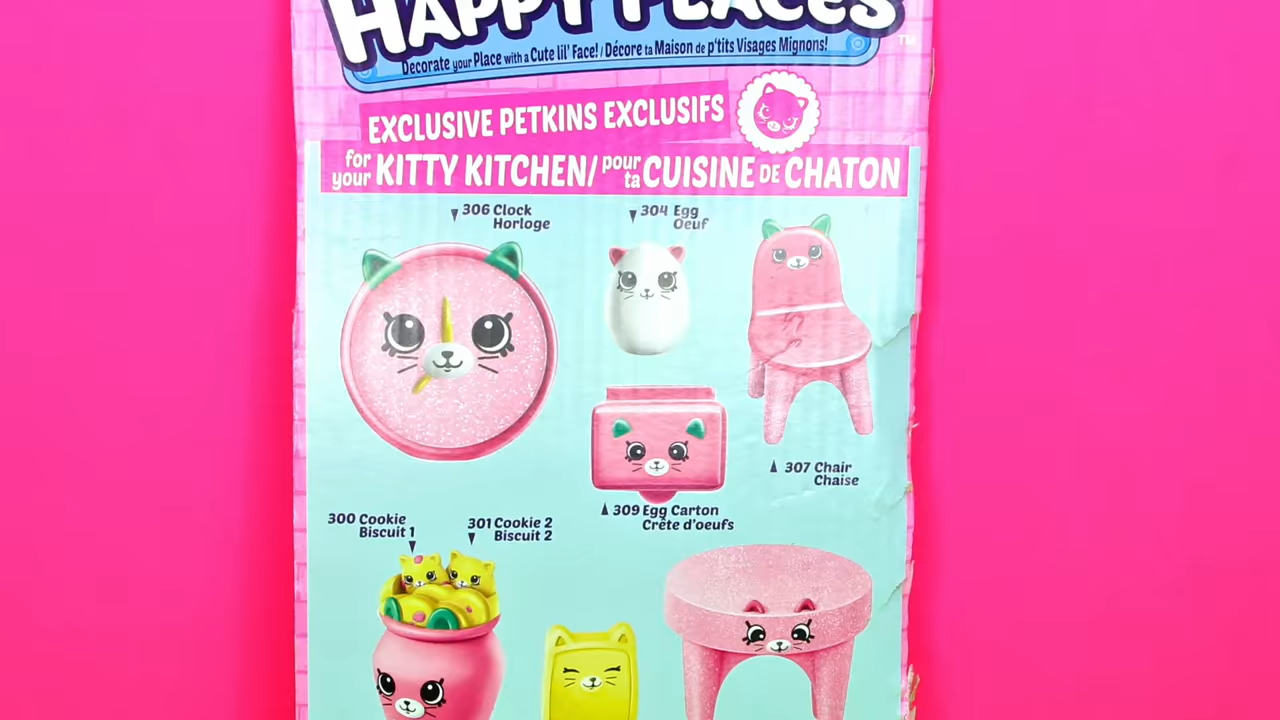 HAPPY PLACES
TM
Decorate your Place with a Cute lil' Face! / Décore ta Maison de p'tits Visages Mignons!
EXCLUSIVE PETKINS EXCLUSIFS
for your KITTY KITCHEN/ pour ta CUISINE DE CHATON
306 Clock
Horloge
304 Egg
Oeuf
307 Chair
Chaise
309 Egg Carton
Crête d'oeufs
300 Cookie
Biscuit 1
301 Cookie 2
Biscuit 2